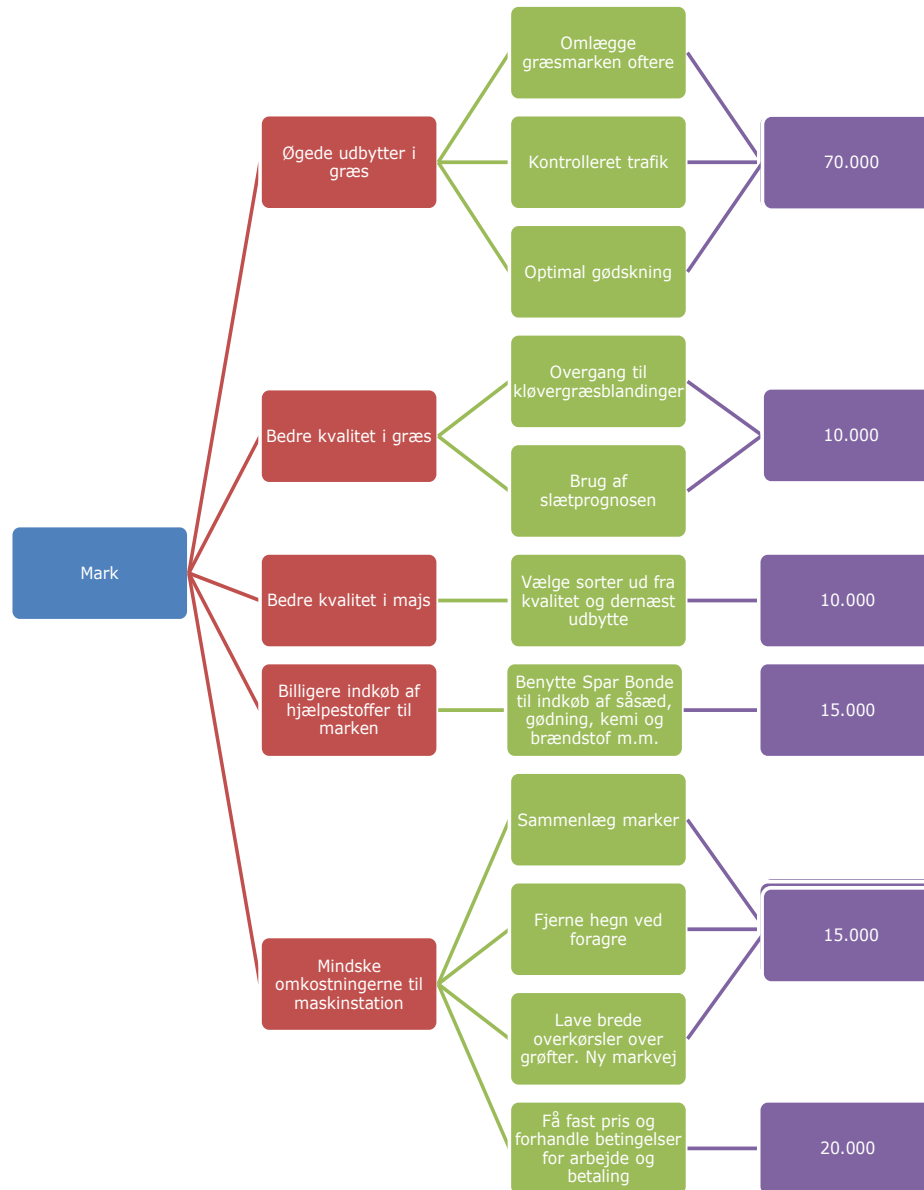 Mark
Øgede udbytter i
græs
Omlægge
græsmarken oftere
Kontrolleret trafik
Optimal gødskning
70.000
Bedre kvalitet i græs
Overgang til
kløvergræsblandinger
Brug af
slætprognosen
10.000
Bedre kvalitet i majs
Vælge sorter ud fra
kvalitet og dernæst
udbytte
10.000
Billigere indkøb af
hjælpestoffer til
marken
Benytte Spar Bonde
til indkøb af såsæd,
gødning, kemi og
brændstof m.m.
15.000
Mindske
omkostningerne til
maskinstation
Sammenlæg marker
Fjerne hegn ved
foragre
Lave brede
overkørsler over
grøfter. Ny markvej
15.000
Få fast pris og
forhandle betingelser
for arbejde og
betaling
20.000